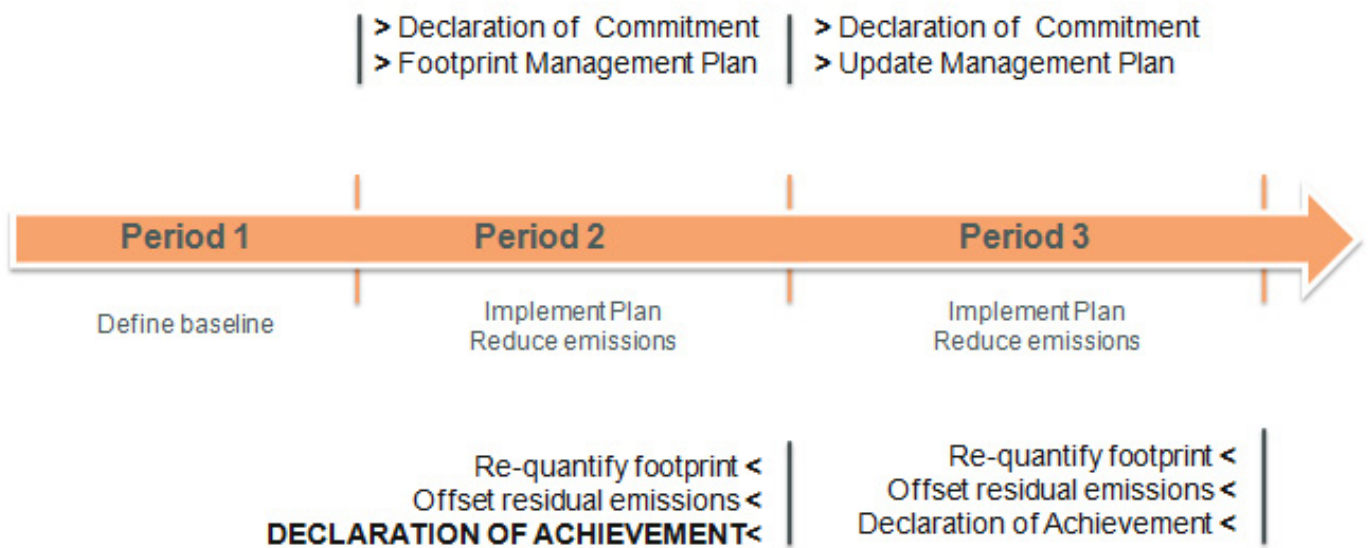 > Declaration of Commitment
> Footprint Management Plan
> Declaration of Commitment
> Update Management Plan
Period 1
Period 2
Period 3
Define baseline
Implement Plan
Reduce emissions
Implement Plan
Reduce emissions
Re-quantify footprint <
Offset residual emissions <
DECLARATION OF ACHIEVEMENT<
Re-quantify footprint <
Offset residual emissions <
Declaration of Achievement <